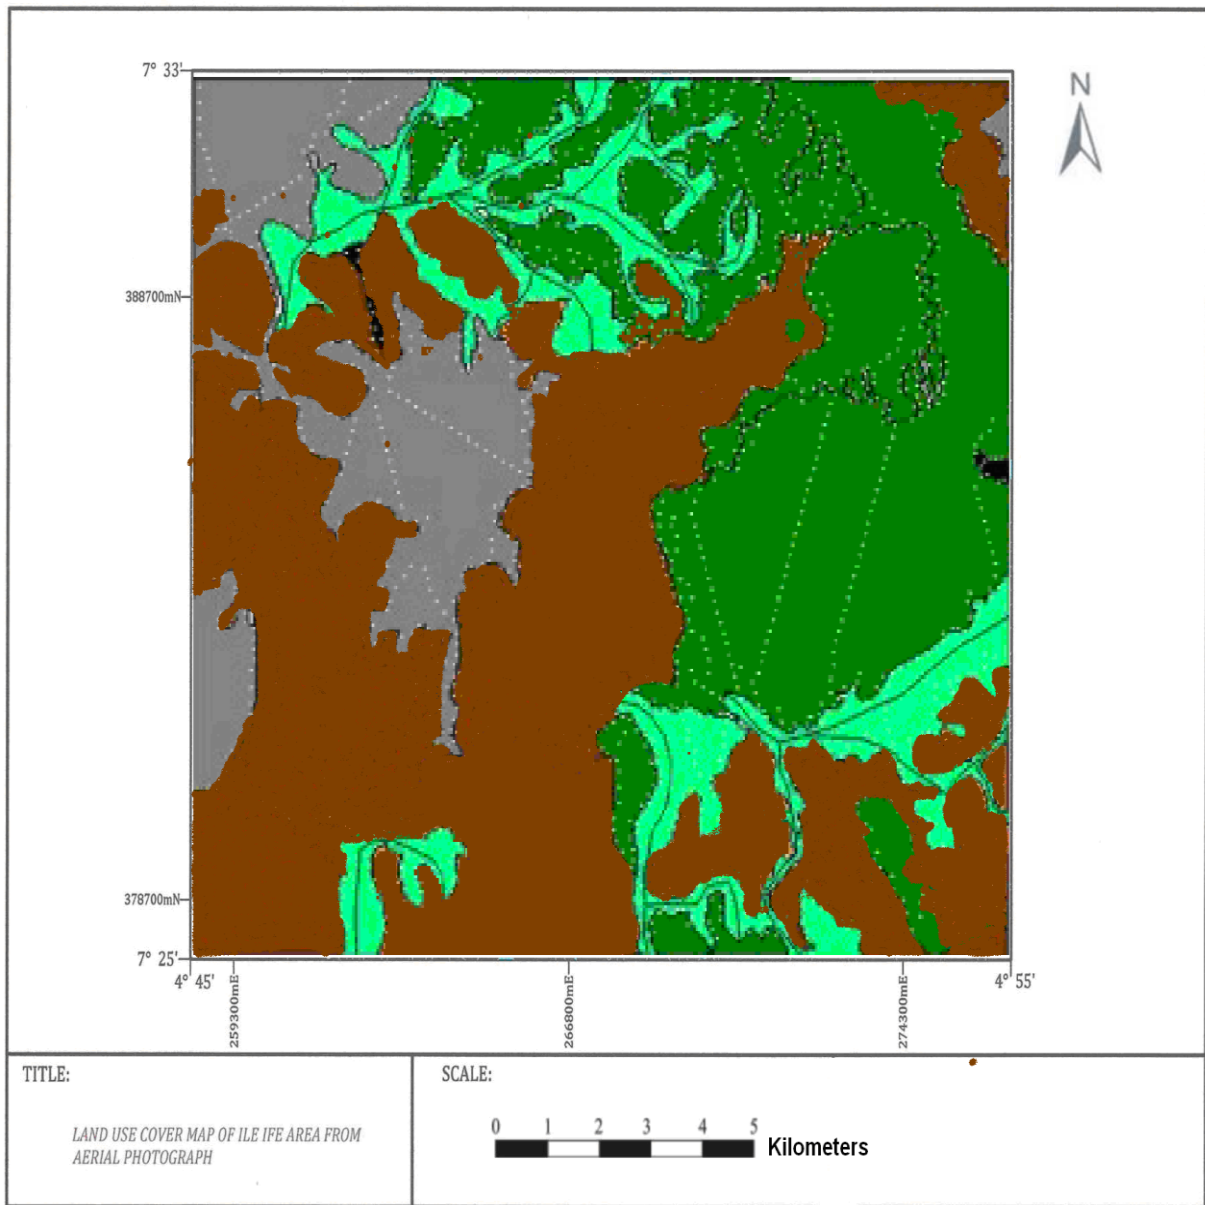 N
7° 33'
388700mN
378700mN
7° 25'
4° 45'
4° 55'
259300mE
266800mE
274300mE
TITLE:
LAND USE COVER MAP OF ILE IFE AREA FROM
AERIAL PHOTOGRAPH
SCALE:
0 1 2 3 4 5
Kilometers